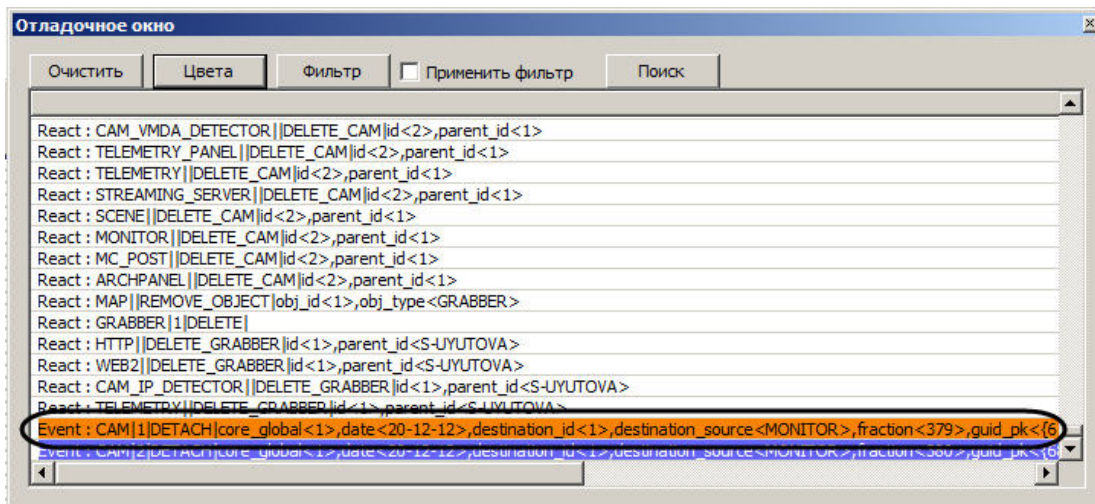 Отладочное окно
Очистить Цвета Фильтр Применить фильтр Поиск
React : CAM_VMDA_DETECTOR||DELETE_CAM|id<2>,parent_id<1>
React : TELEMETRY_PANEL||DELETE_CAM|id<2>,parent_id<1>
React : TELEMETRY||DELETE_CAM|id<2>,parent_id<1>
React : STREAMING_SERVER||DELETE_CAM|id<2>,parent_id<1>
React : SCENE||DELETE_CAM|id<2>,parent_id<1>
React : MONITOR||DELETE_CAM|id<2>,parent_id<1>
React : MC_POST||DELETE_CAM|id<2>,parent_id<1>
React : ARCHPANEL||DELETE_CAM|id<2>,parent_id<1>
React : MAP||REMOVE_OBJECT|obj_id<1>,obj_type<GRABBER>
React : GRABBER|1|DELETE|
React : HTTP||DELETE_GRABBER|id<1>,parent_id<S-UYUTOVA>
React : WEB2||DELETE_GRABBER|id<1>,parent_id<S-UYUTOVA>
React : CAM_IP_DETECTOR||DELETE_GRABBER|id<1>,parent_id<S-UYUTOVA>
React : TELEMETRY||DELETE_GRABBER|id<1>,parent_id<S-UYUTOVA>
Event : CAM|1|DETACH|core_global<1>,date<20-12-12>,destination_id<1>,destination_source<MONITOR>,fraction<379>,guid_pk<{6
Event : CAM|2|DETACH|core_global<1>,date<20-12-12>,destination_id<1>,destination_source<MONITOR>,fraction<380>,guid_pk<{6